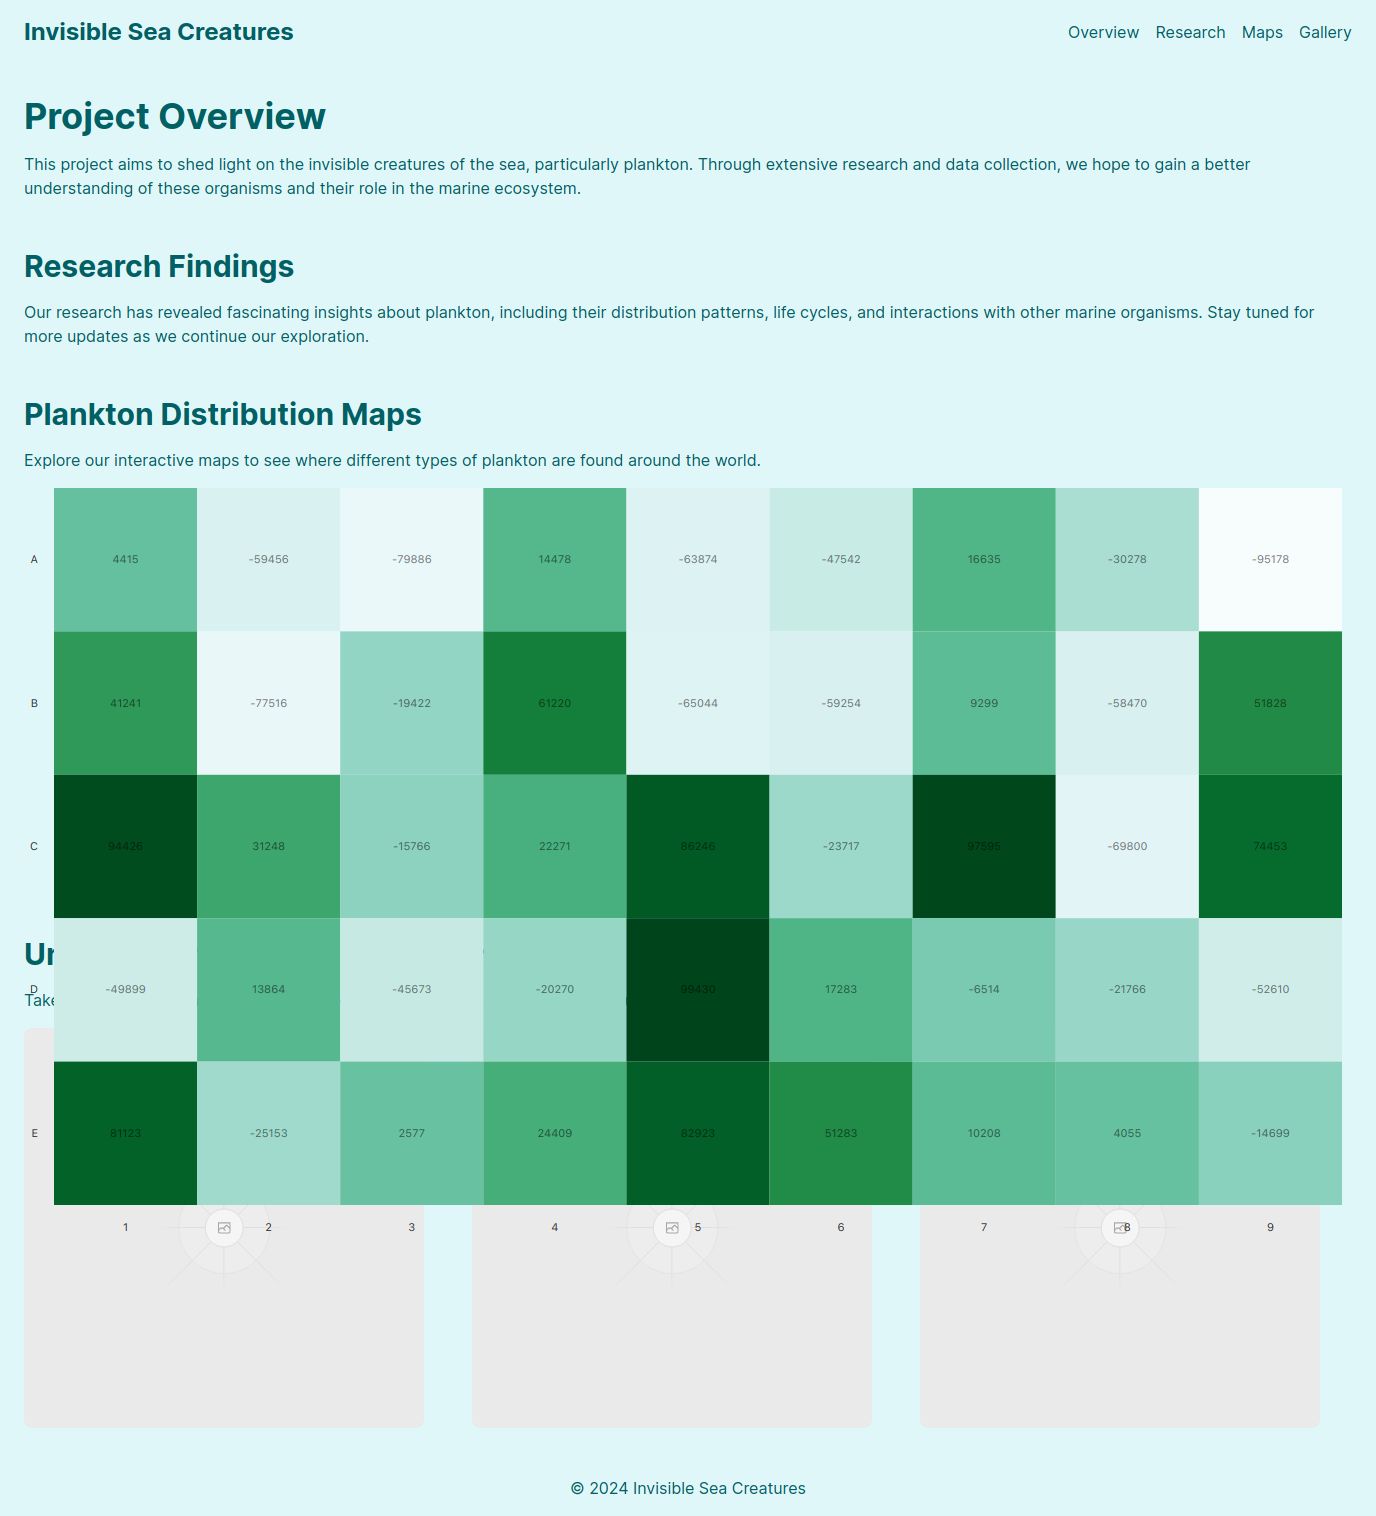 Invisible Sea Creatures
Overview Research Maps Gallery
Project Overview
This project aims to shed light on the invisible creatures of the sea, particularly plankton. Through extensive research and data collection, we hope to gain a better
understanding of these organisms and their role in the marine ecosystem.
Research Findings
Our research has revealed fascinating insights about plankton, including their distribution patterns, life cycles, and interactions with other marine organisms. Stay tuned for
more updates as we continue our exploration.
Plankton Distribution Maps
Explore our interactive maps to see where different types of plankton are found around the world.
A 4415 -59456 -79886 14478 -63874 -47542 16635 -30278 -95178
B 41241 -77516 -19422 61220 -65044 -59254 9299 -58470 51828
C 94426 31248 -15766 22271 86246 -23717 97595 -69800 74453
D -49899 13864 -45673 -20270 99430 17283 -6514 -21766 -52610
Take
E 81123 -25153 2577 24409 82923 51283 10208 4055 -14699
1 2 3 4 5 6 7 8 9
© 2024 Invisible Sea Creatures